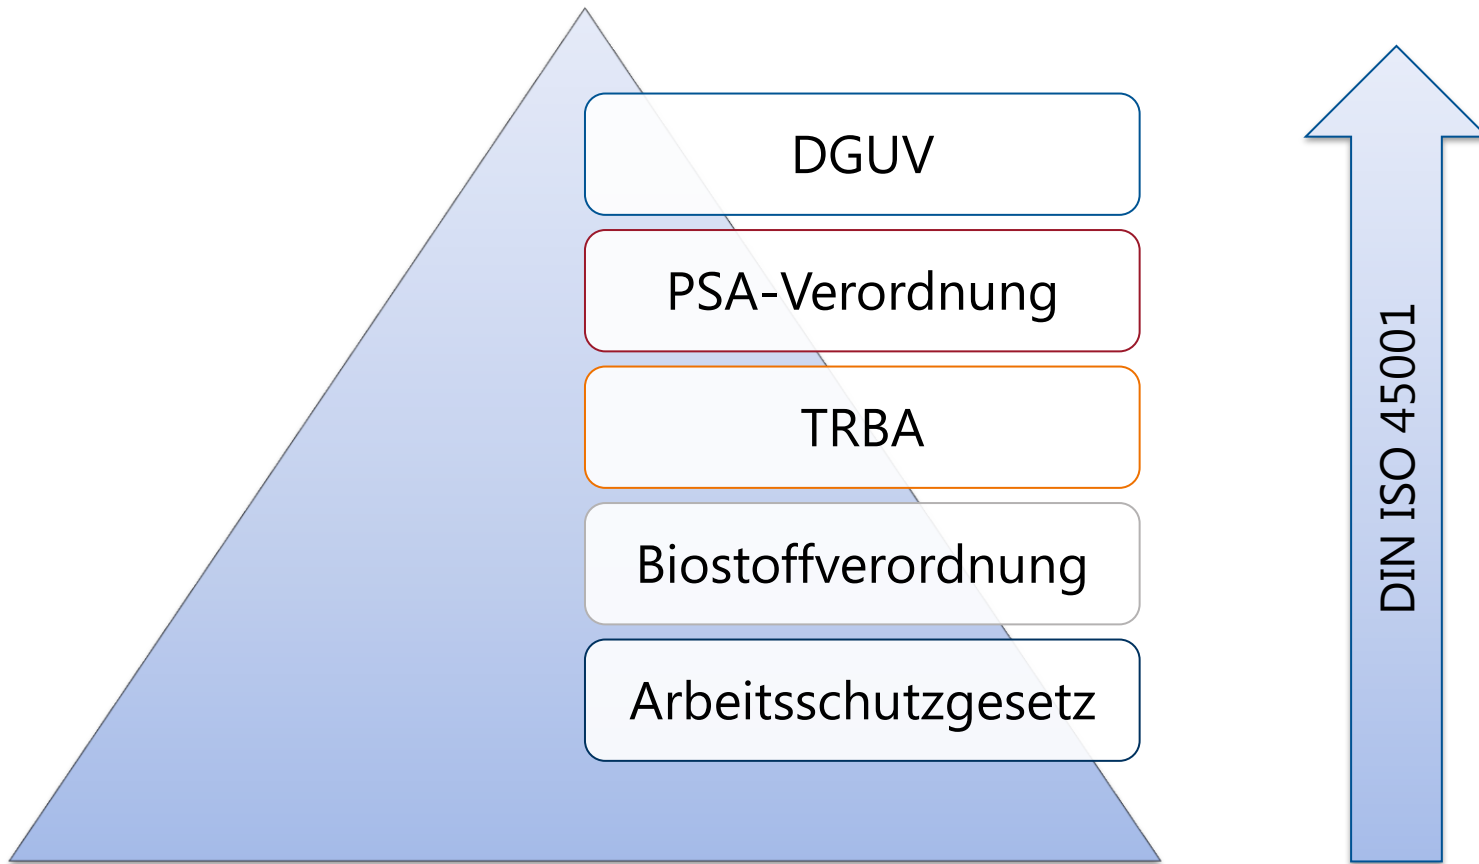 DGUV
PSA-Verordnung
TRBA
Biostoffverordnung
Arbeitsschutzgesetz
DIN ISO 45001